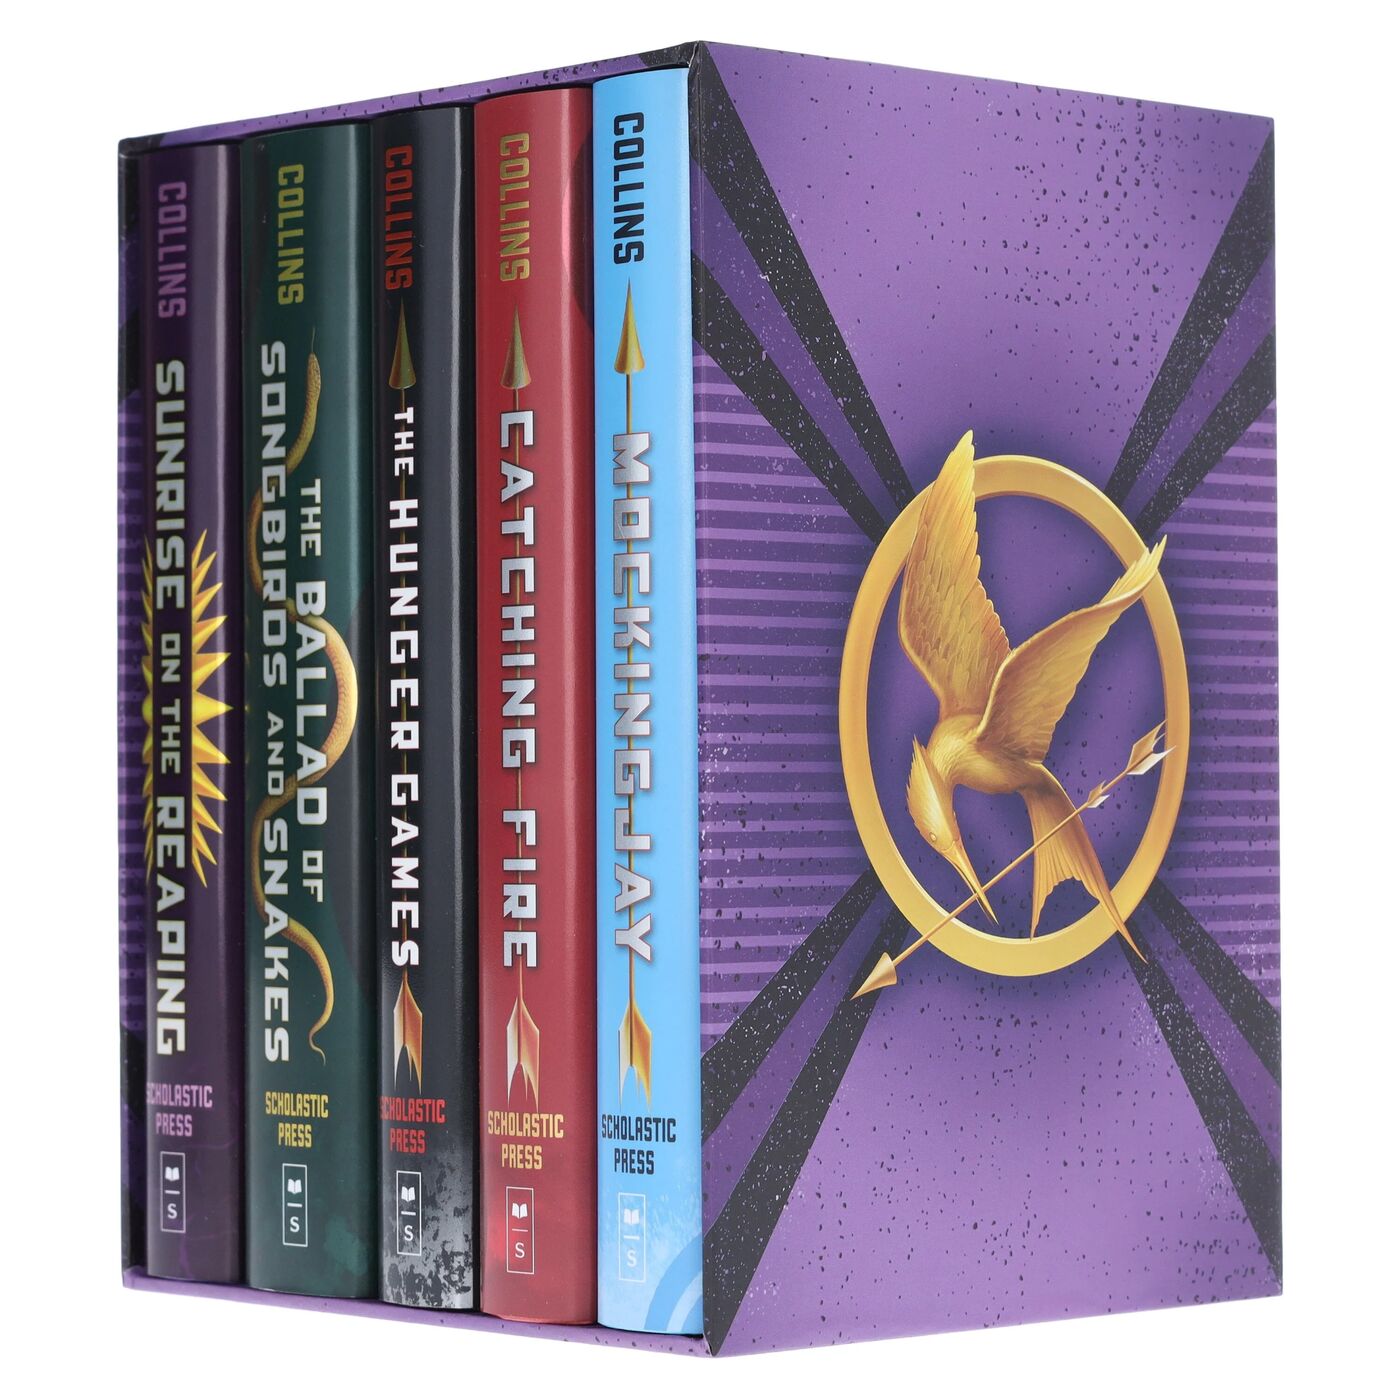 COLLINS
SUNRISE ON THE REAPING
SCHOLASTIC
PRESS
S
COLLINS
THE BALLAD OF
SONGBIRDS AND SNAKES
SCHOLASTIC
PRESS
S
COLLINS
THE HUNGER GAMES
SCHOLASTIC
PRESS
S
COLLINS
CATCHING FIRE
SCHOLASTIC
PRESS
S
COLLINS
MOCKINGJAY
SCHOLASTIC
PRESS
S